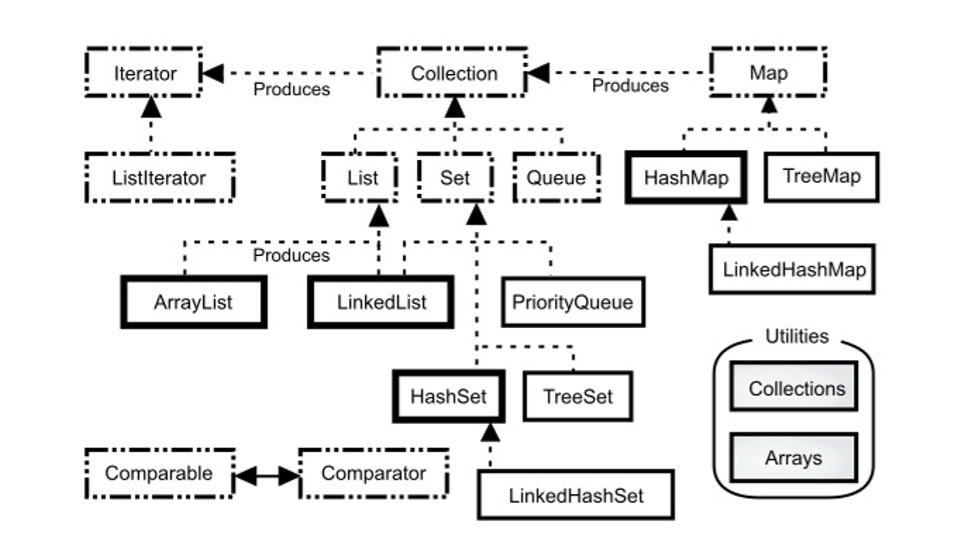 Iterator
Produces
Collection
Produces
Map
ListIterator
List
Set
Queue
HashMap
TreeMap
Produces
LinkedHashMap
ArrayList
LinkedList
PriorityQueue
Utilities
Collections
HashSet
TreeSet
Arrays
Comparable
Comparator
LinkedHashSet